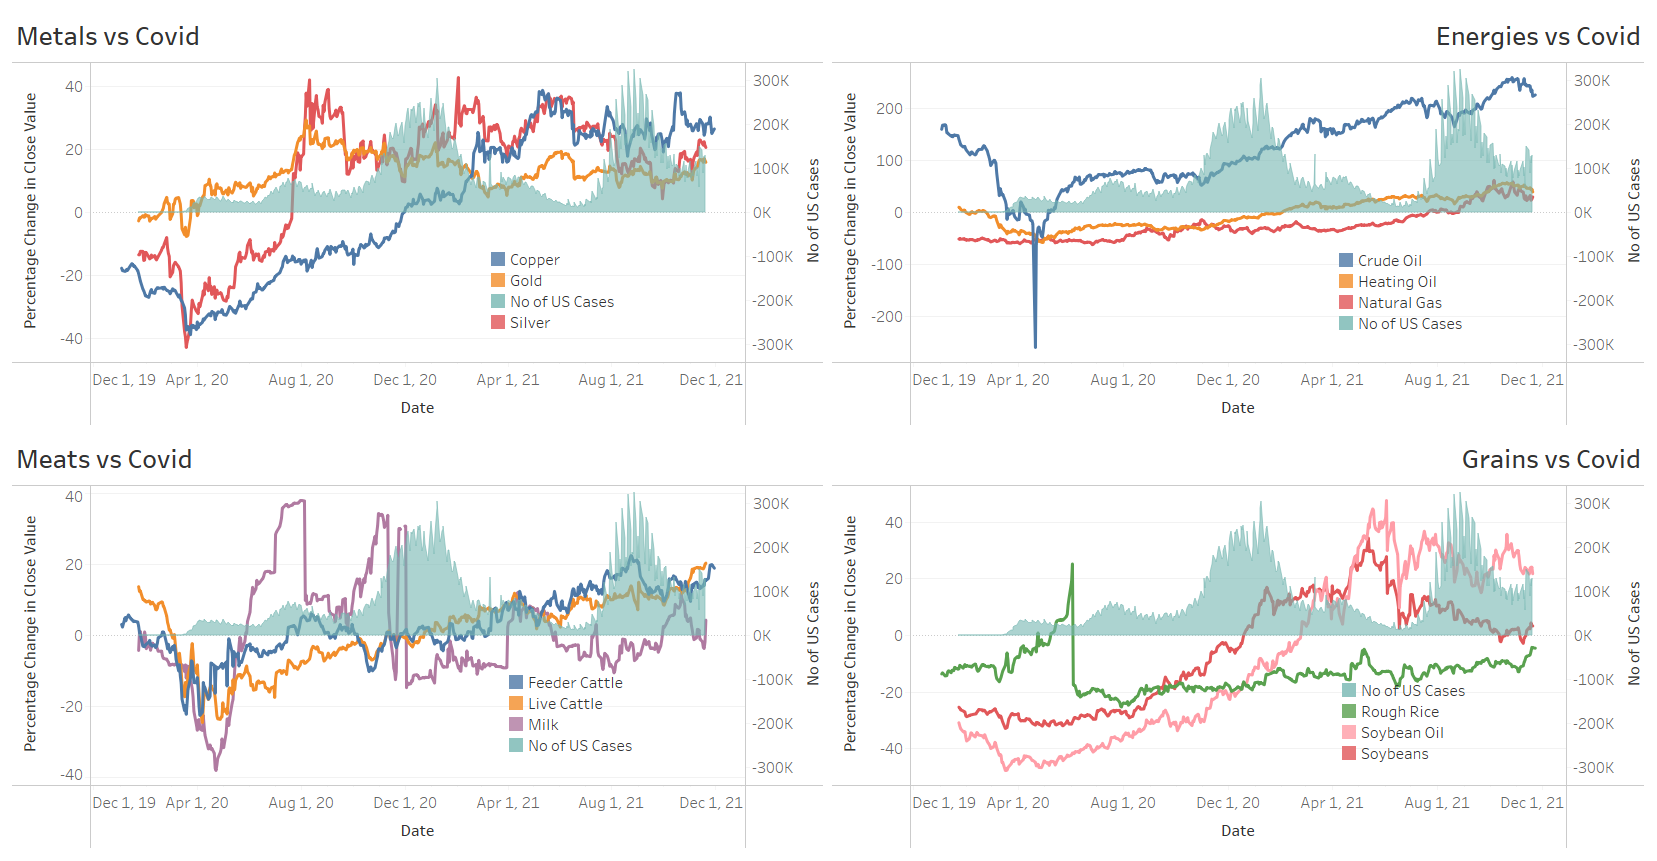 Metals vs Covid
Energies vs Covid
Percentage Change in Close Value
40
20
0
-20
-40
300K
200K
100K
0K
-100K
-200K
-300K
No of US Cases
Copper
Gold
No of US Cases
Silver
Dec 1, 19 Apr 1, 20 Aug 1, 20 Dec 1, 20 Apr 1, 21 Aug 1, 21 Dec 1, 21
Date
Percentage Change in Close Value
200
100
0
-100
-200
300K
200K
100K
0K
-100K
-200K
-300K
No of US Cases
Crude Oil
Heating Oil
Natural Gas
No of US Cases
Dec 1, 19 Apr 1, 20 Aug 1, 20 Dec 1, 20 Apr 1, 21 Aug 1, 21 Dec 1, 21
Date
Meats vs Covid
Grains vs Covid
Percentage Change in Close Value
40
20
0
-20
-40
300K
200K
100K
0K
-100K
-200K
-300K
No of US Cases
Feeder Cattle
Live Cattle
Milk
No of US Cases
Dec 1, 19 Apr 1, 20 Aug 1, 20 Dec 1, 20 Apr 1, 21 Aug 1, 21 Dec 1, 21
Date
Percentage Change in Close Value
40
20
0
-20
-40
300K
200K
100K
0K
-100K
-200K
-300K
No of US Cases
No of US Cases
Rough Rice
Soybean Oil
Soybeans
Dec 1, 19 Apr 1, 20 Aug 1, 20 Dec 1, 20 Apr 1, 21 Aug 1, 21 Dec 1, 21
Date